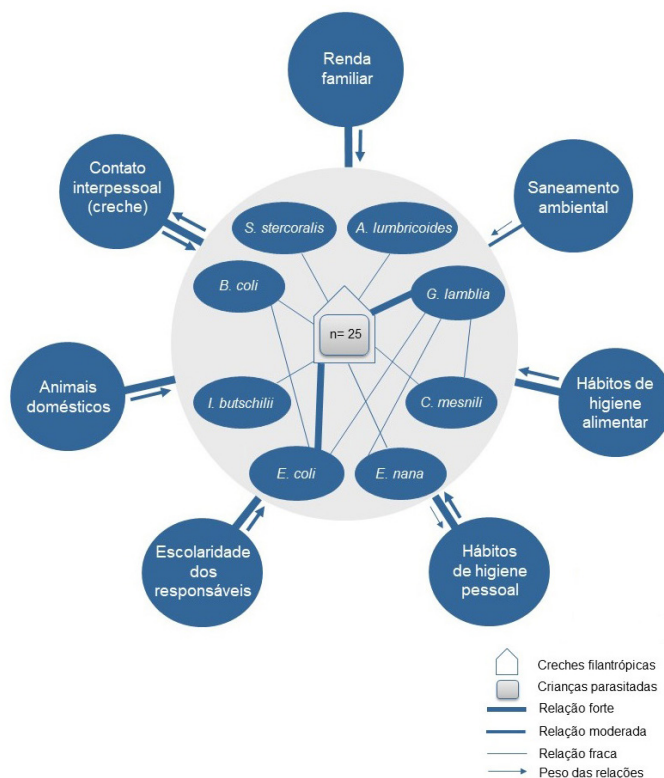 Renda
familiar
Contato
interpessoal
(creche)
Saneamento
ambiental
S. stercoralis
A. lumbricoides
B. coli
G. lamblia
n= 25
Animais
domésticos
I. butschilii
C. mesnili
Hábitos
de higiene
alimentar
E. coli
E. nana
Escolaridade
dos
responsáveis
Hábitos
de higiene
pessoal
Creches filantrópicas
Crianças parasitadas
Relação forte
Relação moderada
Relação fraca
Peso das relações